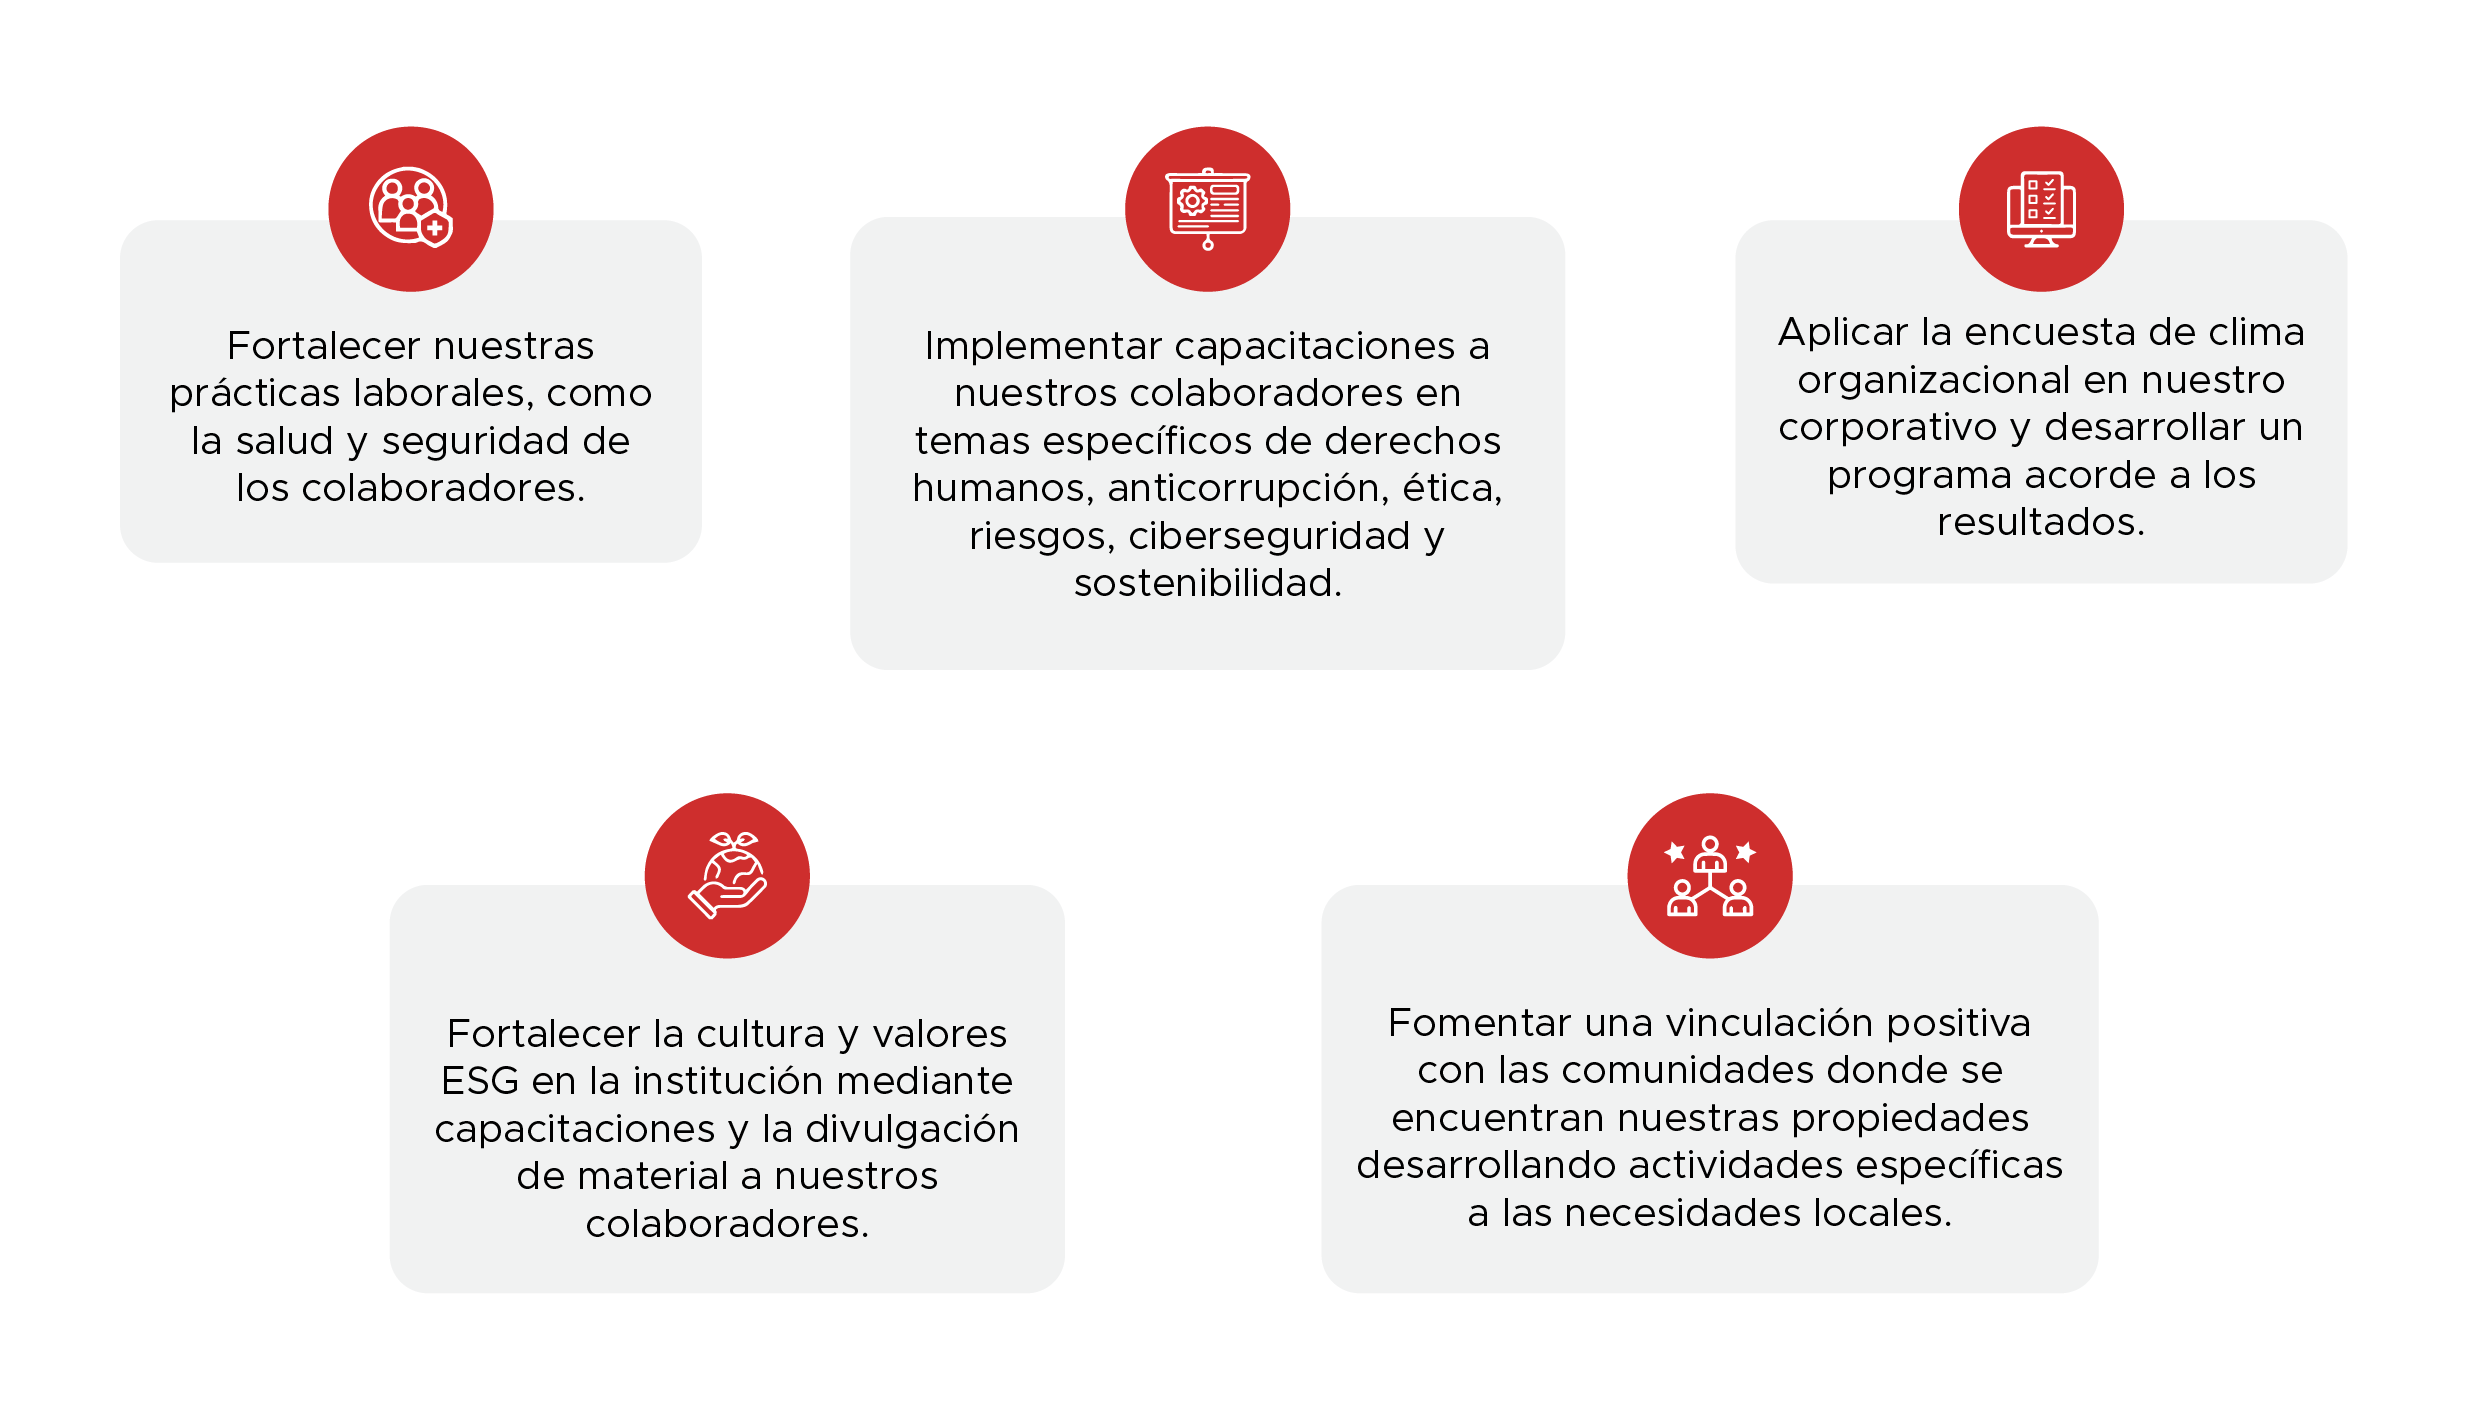 Fortalecer nuestras
prácticas laborales, como
la salud y seguridad de
los colaboradores.
Implementar capacitaciones a
nuestros colaboradores en
temas específicos de derechos
humanos, anticorrupción, ética,
riesgos, ciberseguridad y
sostenibilidad.
Aplicar la encuesta de clima
organizacional en nuestro
corporativo y desarrollar un
programa acorde a los
resultados.
Fortalecer la cultura y valores
ESG en la institución mediante
capacitaciones y la divulgación
de material a nuestros
colaboradores.
Fomentar una vinculación positiva
con las comunidades donde se
encuentran nuestras propiedades
desarrollando actividades específicas
a las necesidades locales.